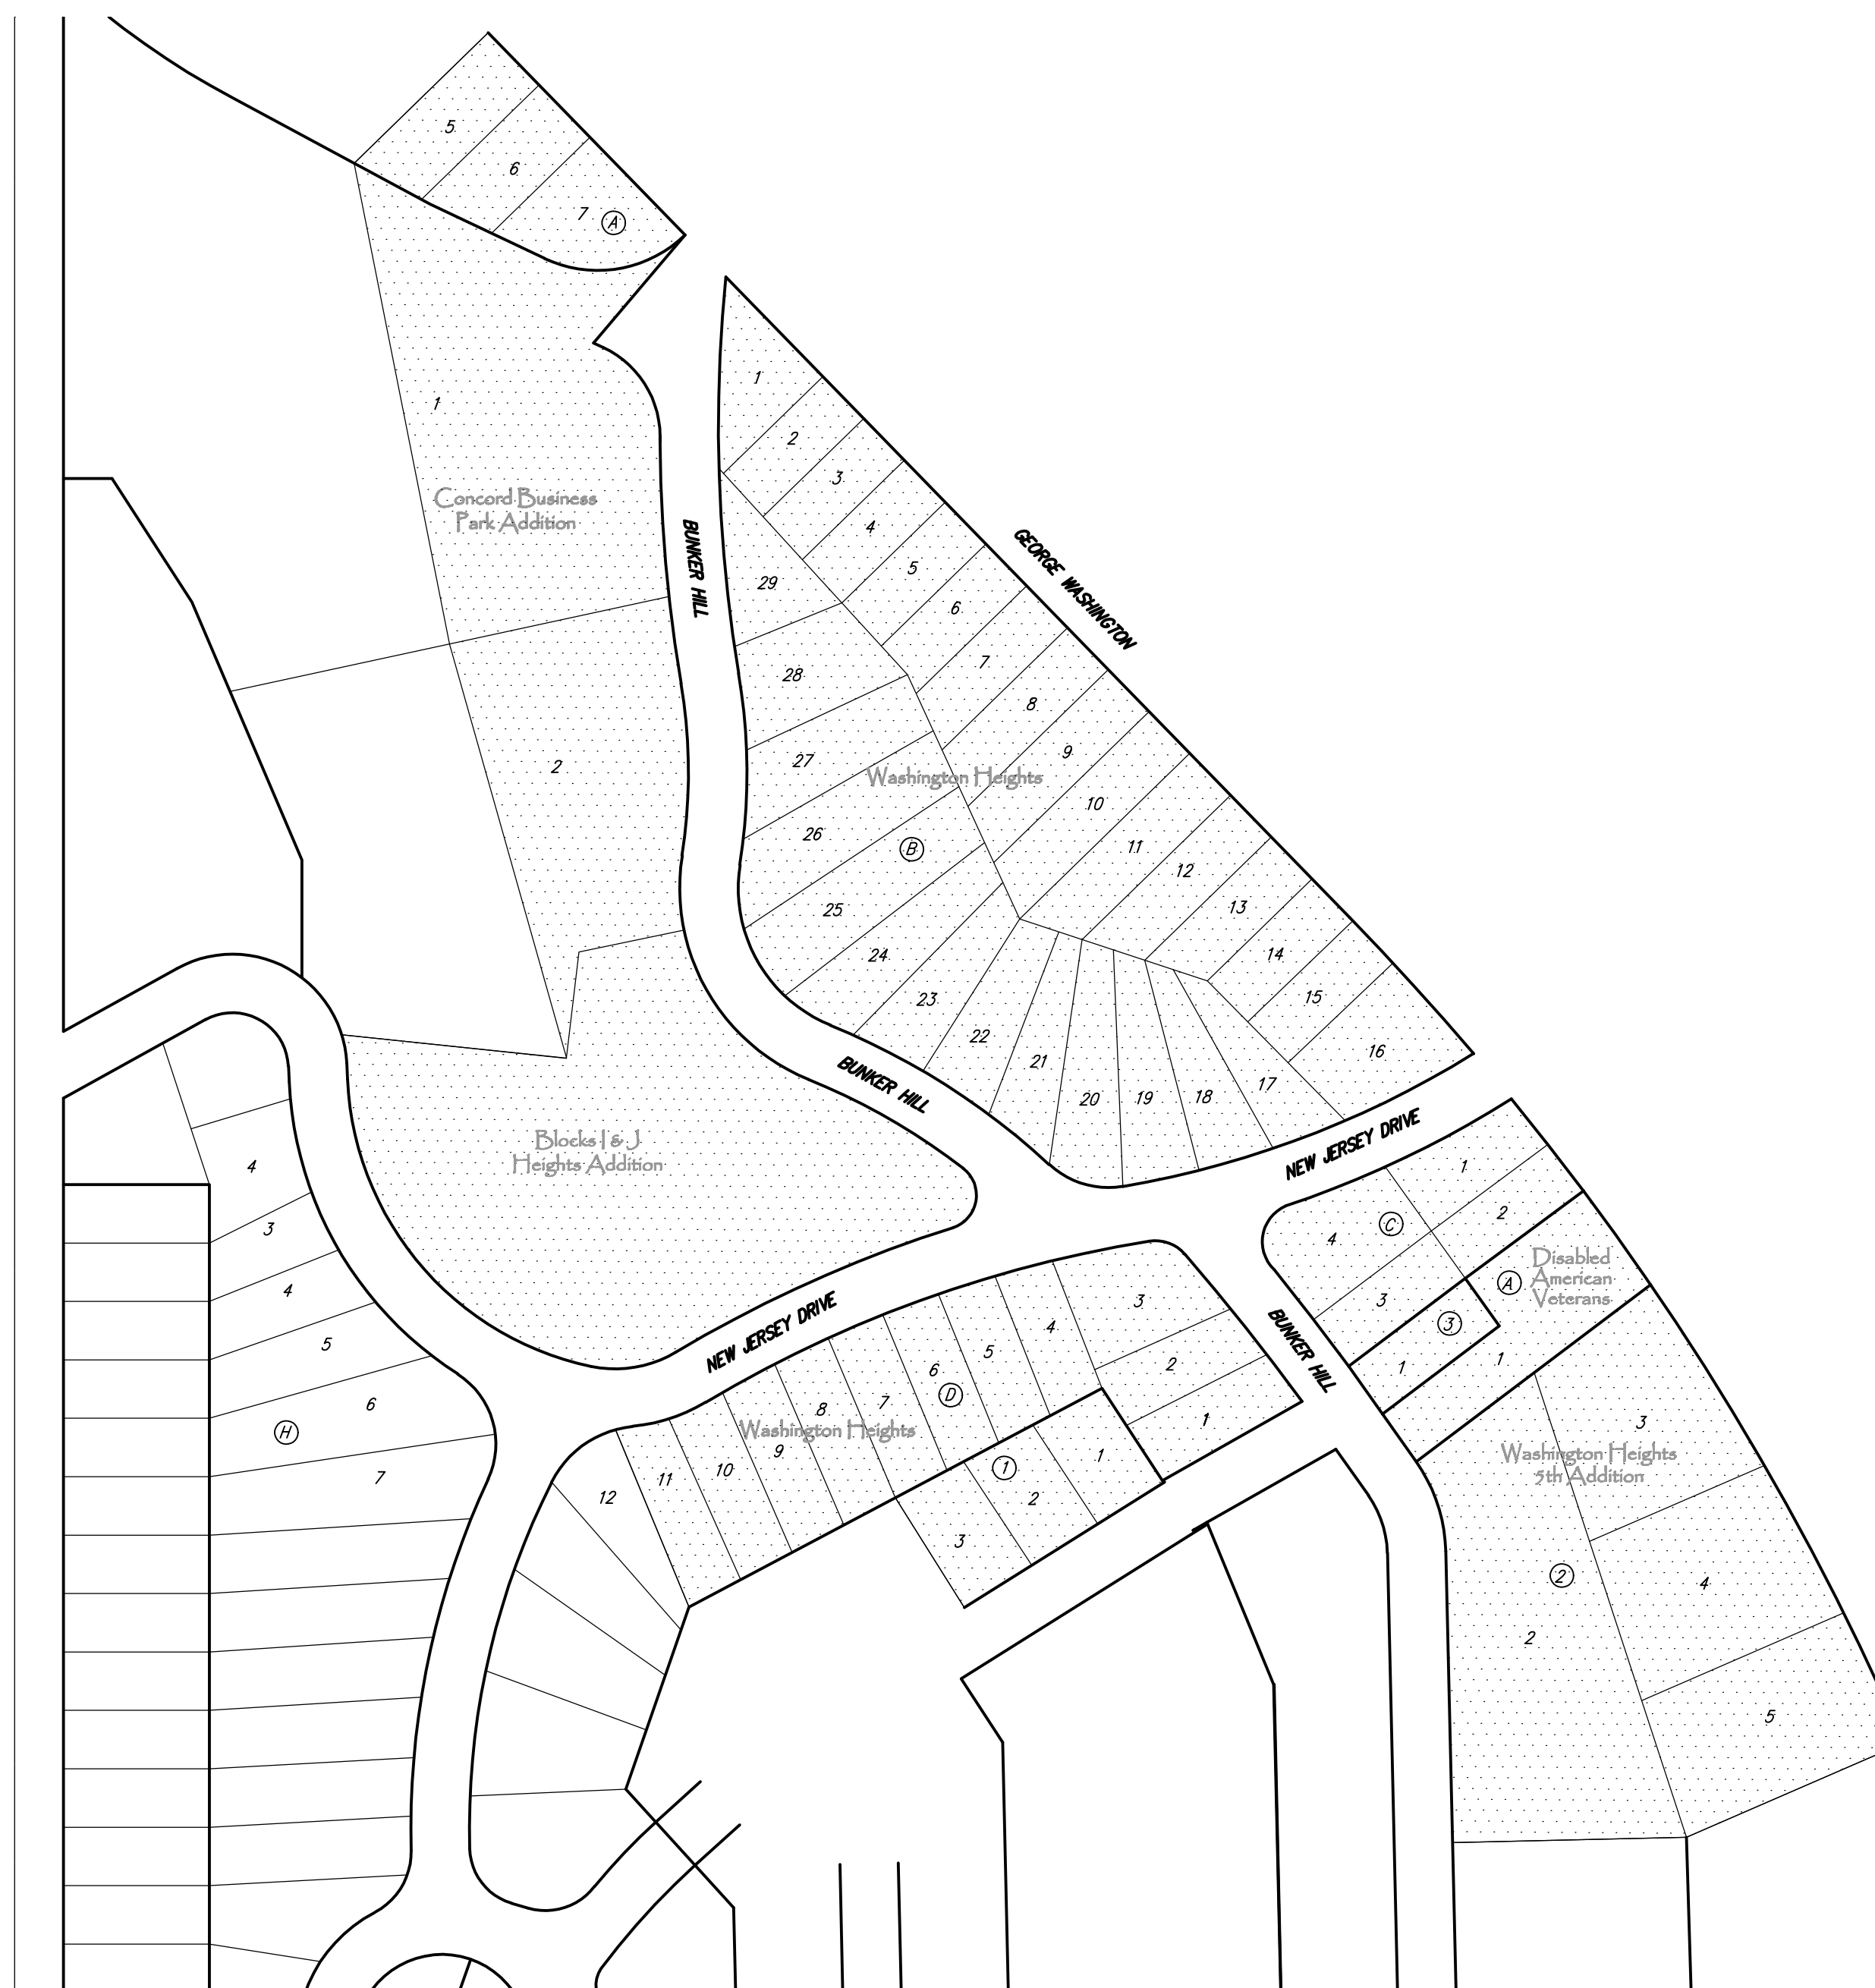 5
6
7 A
1
1
2
3
Concord Business
Park Addition
BUNKER HILL
4
GEORGE WASHINGTON
5
29
6
7
28
8
9
27
2
Washington Heights
10
26
11
B
12
25
13
24
14
23
15
22
16
21
17
20
19
18
BUNKER HILL
NEW JERSEY DRIVE
Blocks I & J
Heights Addition
4
1
2
C
4
3
Disabled
American
Veterans
A
3
4
3
3
1
1
NEW JERSEY DRIVE
BUNKER HILL
4
5
5
6
D
2
1
6
7
8
Washington Heights
9
10
11
12
1
1
2
3
H
7
3
Washington Heights
5th Addition
2
4
2
5